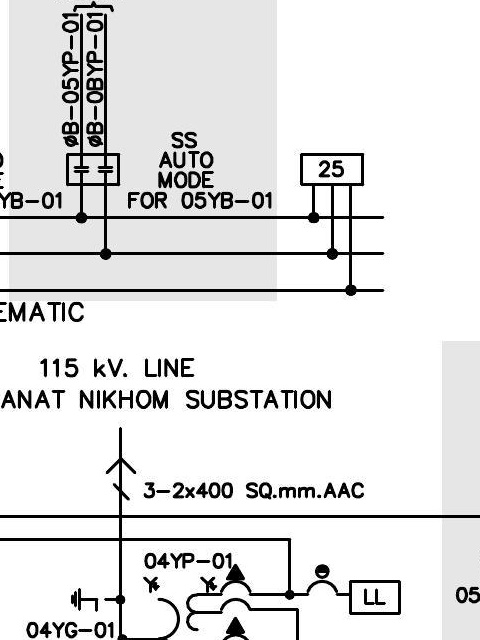 øB-05YP-01
øB-0BYP-01
SS
AUTO
MODE
FOR 05YB-01
25
YB-01
EMATIC
115 kV. LINE
ANAT NIKHOM SUBSTATION
3-2x400 SQ.mm.AAC
04YP-01
LL
05
04YG-01